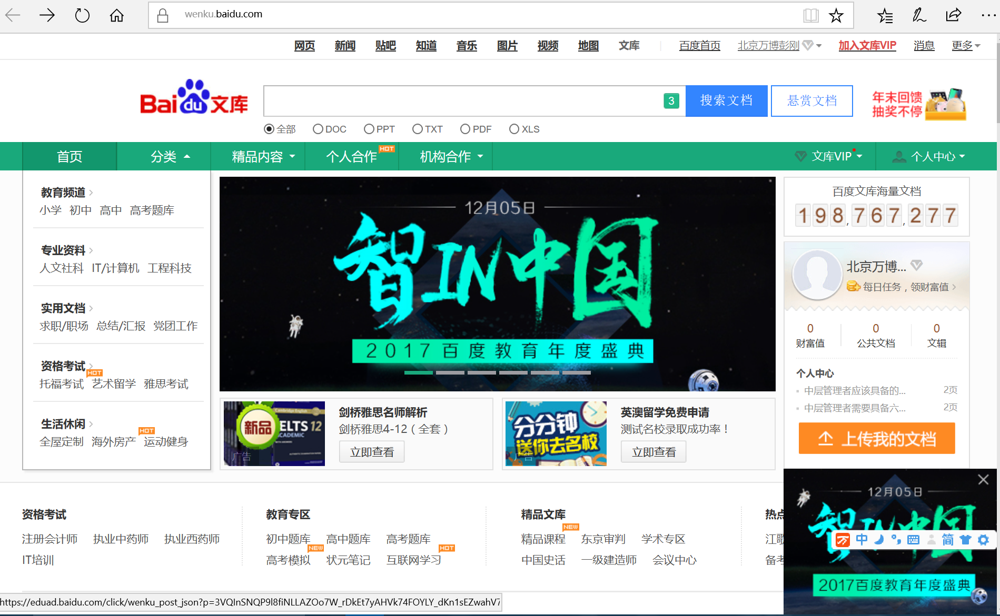 wenku.baidu.com
网页 新闻 贴吧 知道 音乐 图片 视频 地图 文库 百度首页 北京万博彭刚 加入文库VIP 消息 更多
Bai du 文库
3 搜索文档 悬赏文档
年末回馈
抽奖不停
全部 DOC PPT TXT PDF XLS
首页 分类 精品内容 个人合作 HOT 机构合作 文库VIP 个人中心
教育频道
小学 初中 高中 高考题库
专业资料
人文社科 IT/计算机 工程科技
实用文档
求职/职场 总结/汇报 党团工作
资格考试
HOT
托福考试 艺术留学 雅思考试
生活休闲
HOT
全屋定制 海外房产 运动健身
12月05日
智IN中国
2017百度教育年度盛典
新品
Cambridge English
IELTS 12
ACADEMIC
广告
剑桥雅思名师解析
剑桥雅思4-12（全套）
立即查看
分分钟
送你去名校
广告
英澳留学免费申请
测试名校录取成功率！
立即查看
百度文库海量文档
198,767,277
北京万博...
每日任务，领财富值
0 0 0
财富值 公共文档 文辑
个人中心
中层管理者应该具备的... 2页
中层管理者需要具备六... 2页
上传我的文档
资格考试
注册会计师 执业中药师 执业西药师
IT培训
教育专区
初中题库 高中题库 高考题库
NEW HOT
高考模拟 状元笔记 互联网学习
精品文库
NEW
精品课程 东京审判 学术专区
中国史话 一级建造师 会议中心
热点
江歌
备考
12月05日
智IN中国
中 简
2017百度教育年度盛典
https://eduad.baidu.com/click/wenku_post_json?p=3VQInSNQP9l8fiNLLAZOo7W_rDkEt7yAHVk74FOYLY_dKn1sEZwahV7